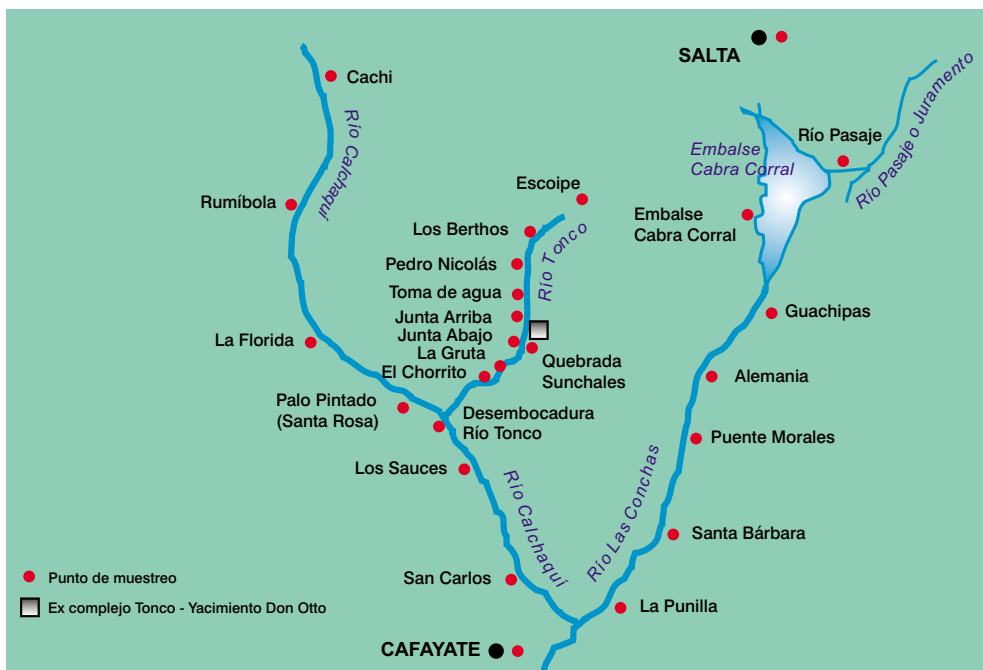 SALTA
Cachi
Río Calchaquí
Río Pasaje o Juramento
Río Pasaje
Embalse
Cabra Corral
Escoipe
Rumíbola
Embalse
Cabra Corral
Los Berthos
Río Tonco
Pedro Nicolás
Toma de agua
Guachipas
Junta Arriba
Junta Abajo
La Florida
La Gruta
Quebrada
Sunchales
El Chorrito
Alemania
Palo Pintado
(Santa Rosa)
Desembocadura
Río Tonco
Puente Morales
Los Sauces
Río Calchaquí
Río Las Conchas
Santa Bárbara
San Carlos
Punto de muestreo
Ex complejo Tonco - Yacimiento Don Otto
La Punilla
CAFAYATE